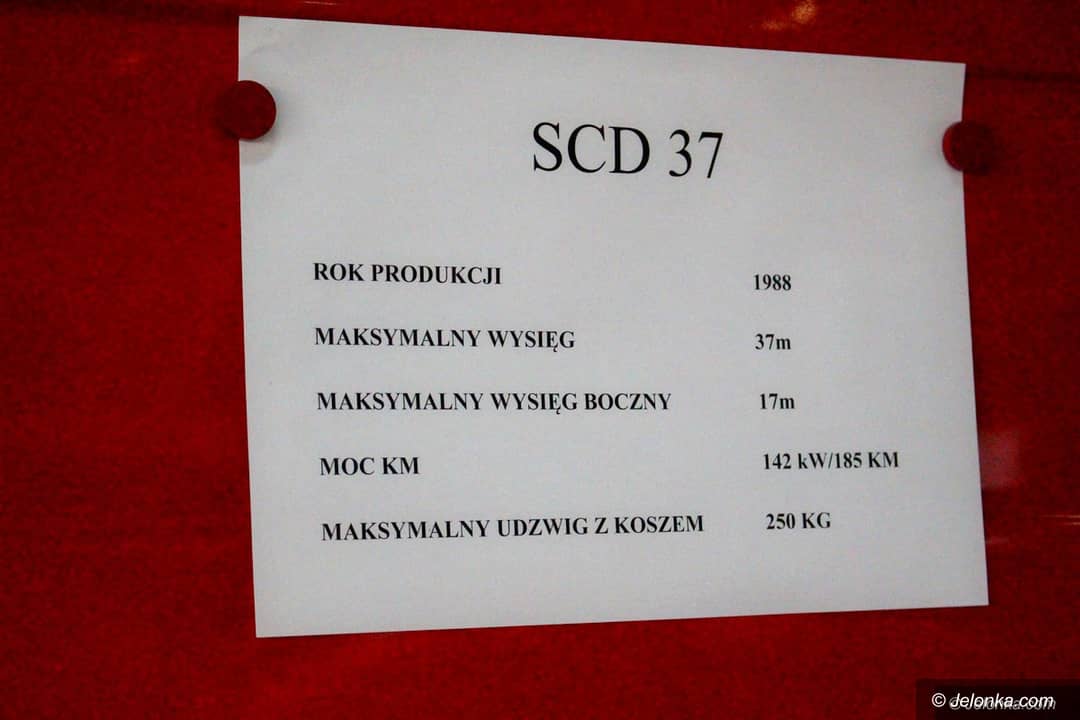 SCD 37
ROK PRODUKCJI 1988
MAKSYMALNY WYSIĘG 37m
MAKSYMALNY WYSIĘG BOCZNY 17m
MOC KM 142 kW/185 KM
MAKSYMALNY UDZWIG Z KOSZEM 250 KG
© Jelonka.com